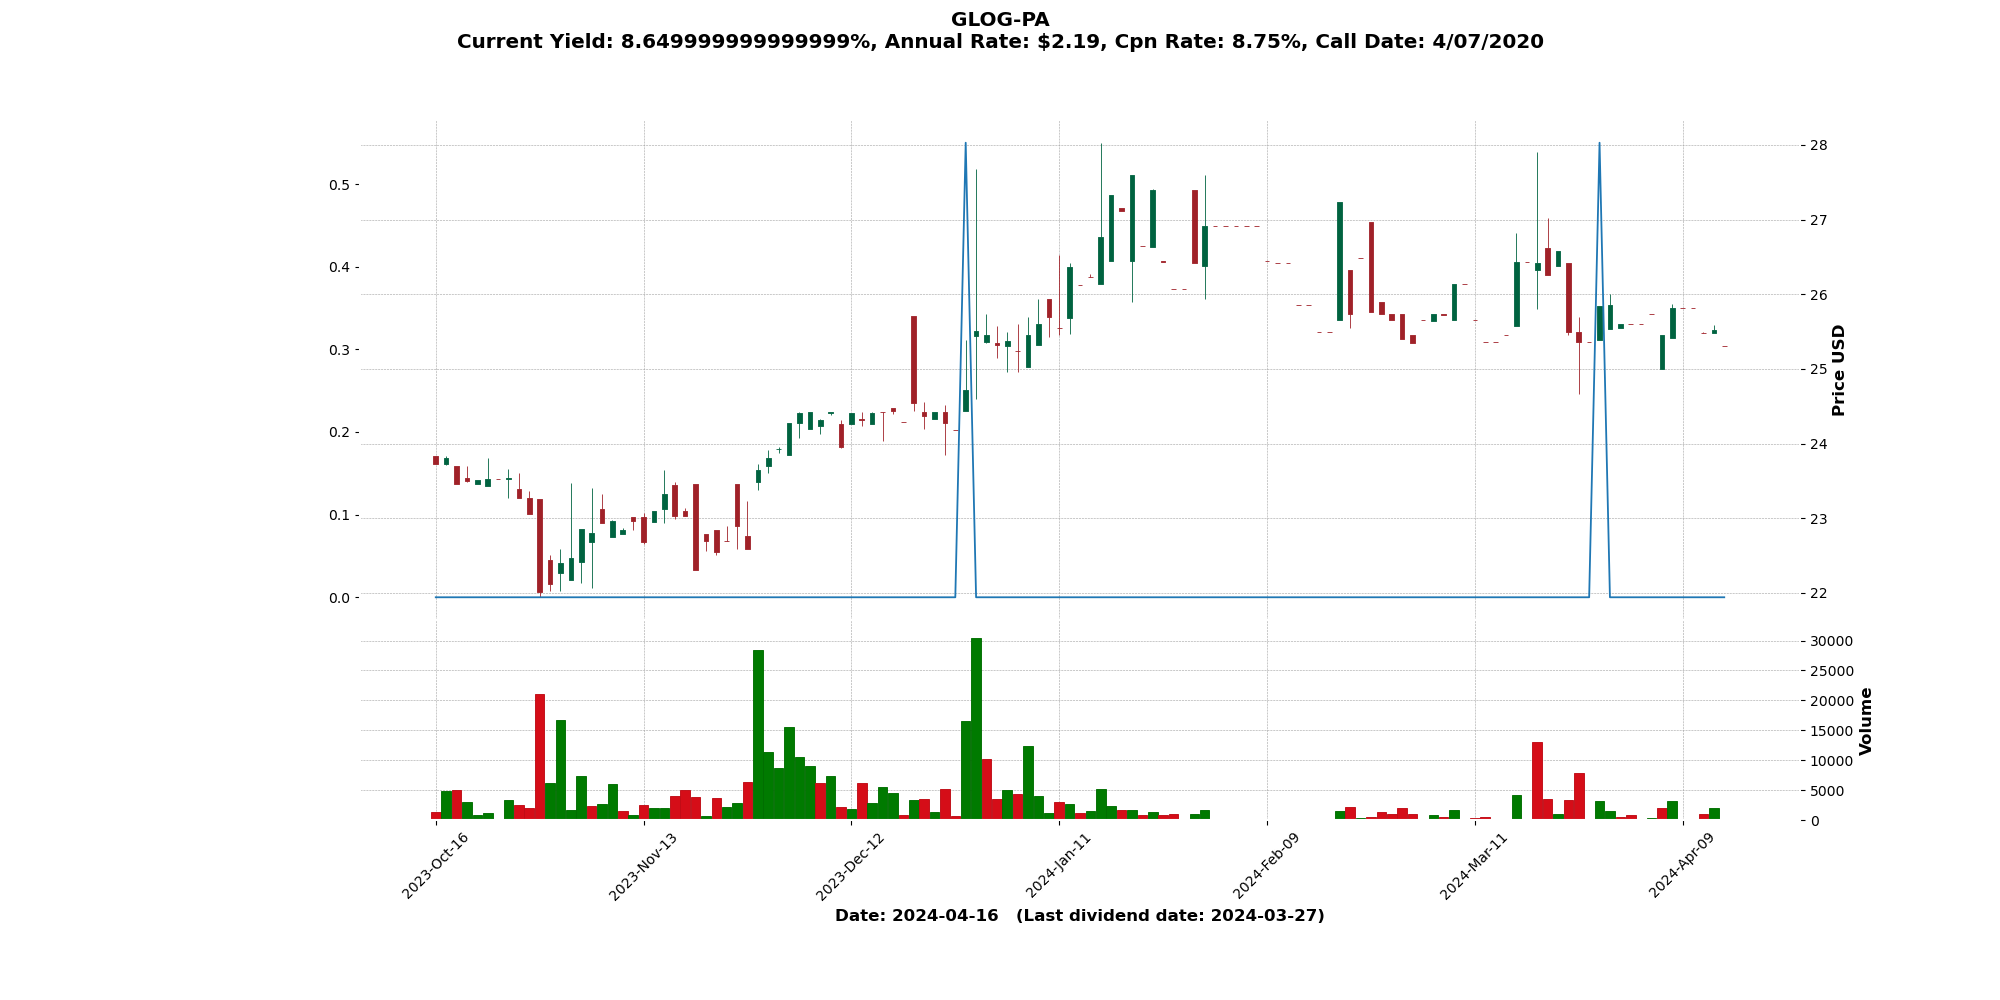 GLOG-PA
Current Yield: 8.649999999999999%, Annual Rate: $2.19, Cpn Rate: 8.75%, Call Date: 4/07/2020
0.5
0.4
0.3
0.2
0.1
0.0
28
27
26
25
24
23
22
Price USD
30000
25000
20000
15000
10000
5000
0
Volume
2023-Oct-16
2023-Nov-13
2023-Dec-12
2024-Jan-11
2024-Feb-09
2024-Mar-11
2024-Apr-09
Date: 2024-04-16   (Last dividend date: 2024-03-27)